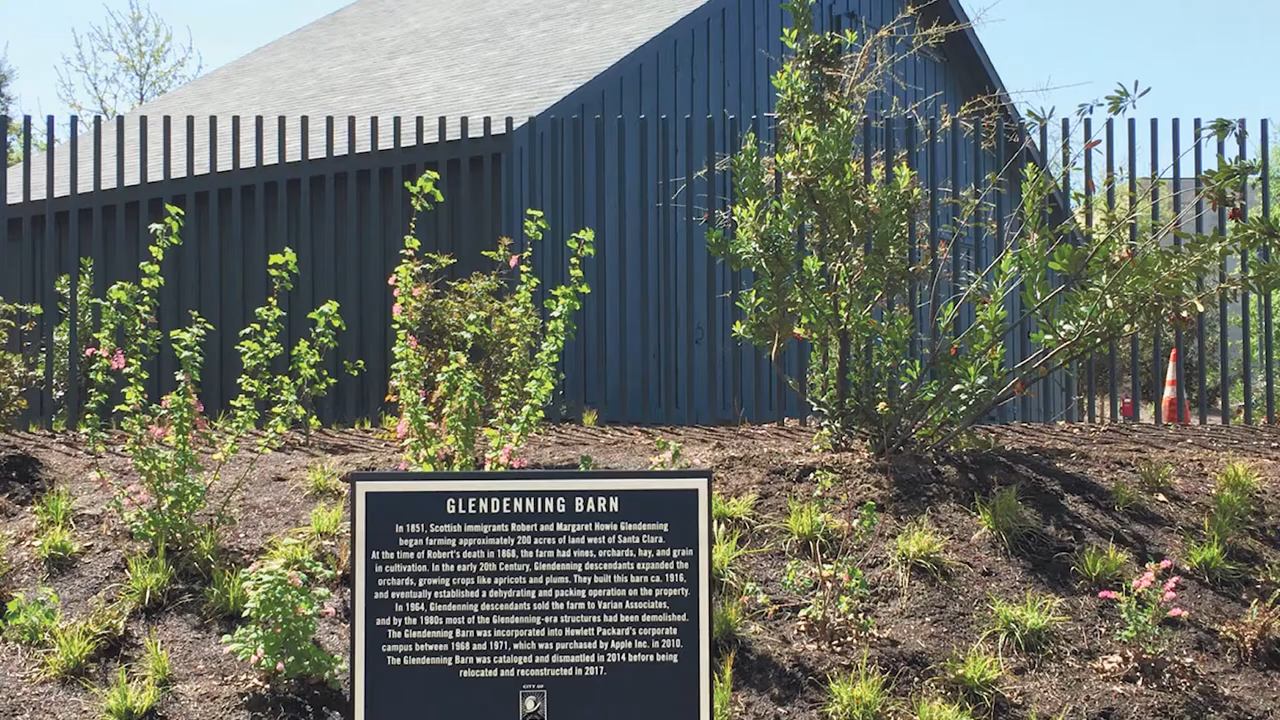 GLENDENNING BARN
In 1851, Scottish immigrants Robert and Margaret Howie Glendenning
began farming approximately 200 acres of land west of Santa Clara.
At the time of Robert's death in 1868, the farm had vines, orchards, hay, and grain
in cultivation. In the early 20th Century, Glendenning descendants expanded the
orchards, growing crops like apricots and plums. They built this barn ca. 1916,
and eventually established a dehydrating and packing operation on the property.
In 1964, Glendenning descendants sold the farm to Varian Associates,
and by the 1980s most of the Glendenning-era structures had been demolished.
The Glendenning Barn was incorporated into Hewlett Packard's corporate
campus between 1968 and 1971, which was purchased by Apple Inc. in 2010.
The Glendenning Barn was cataloged and dismantled in 2014 before being
relocated and reconstructed in 2017.
CITY OF